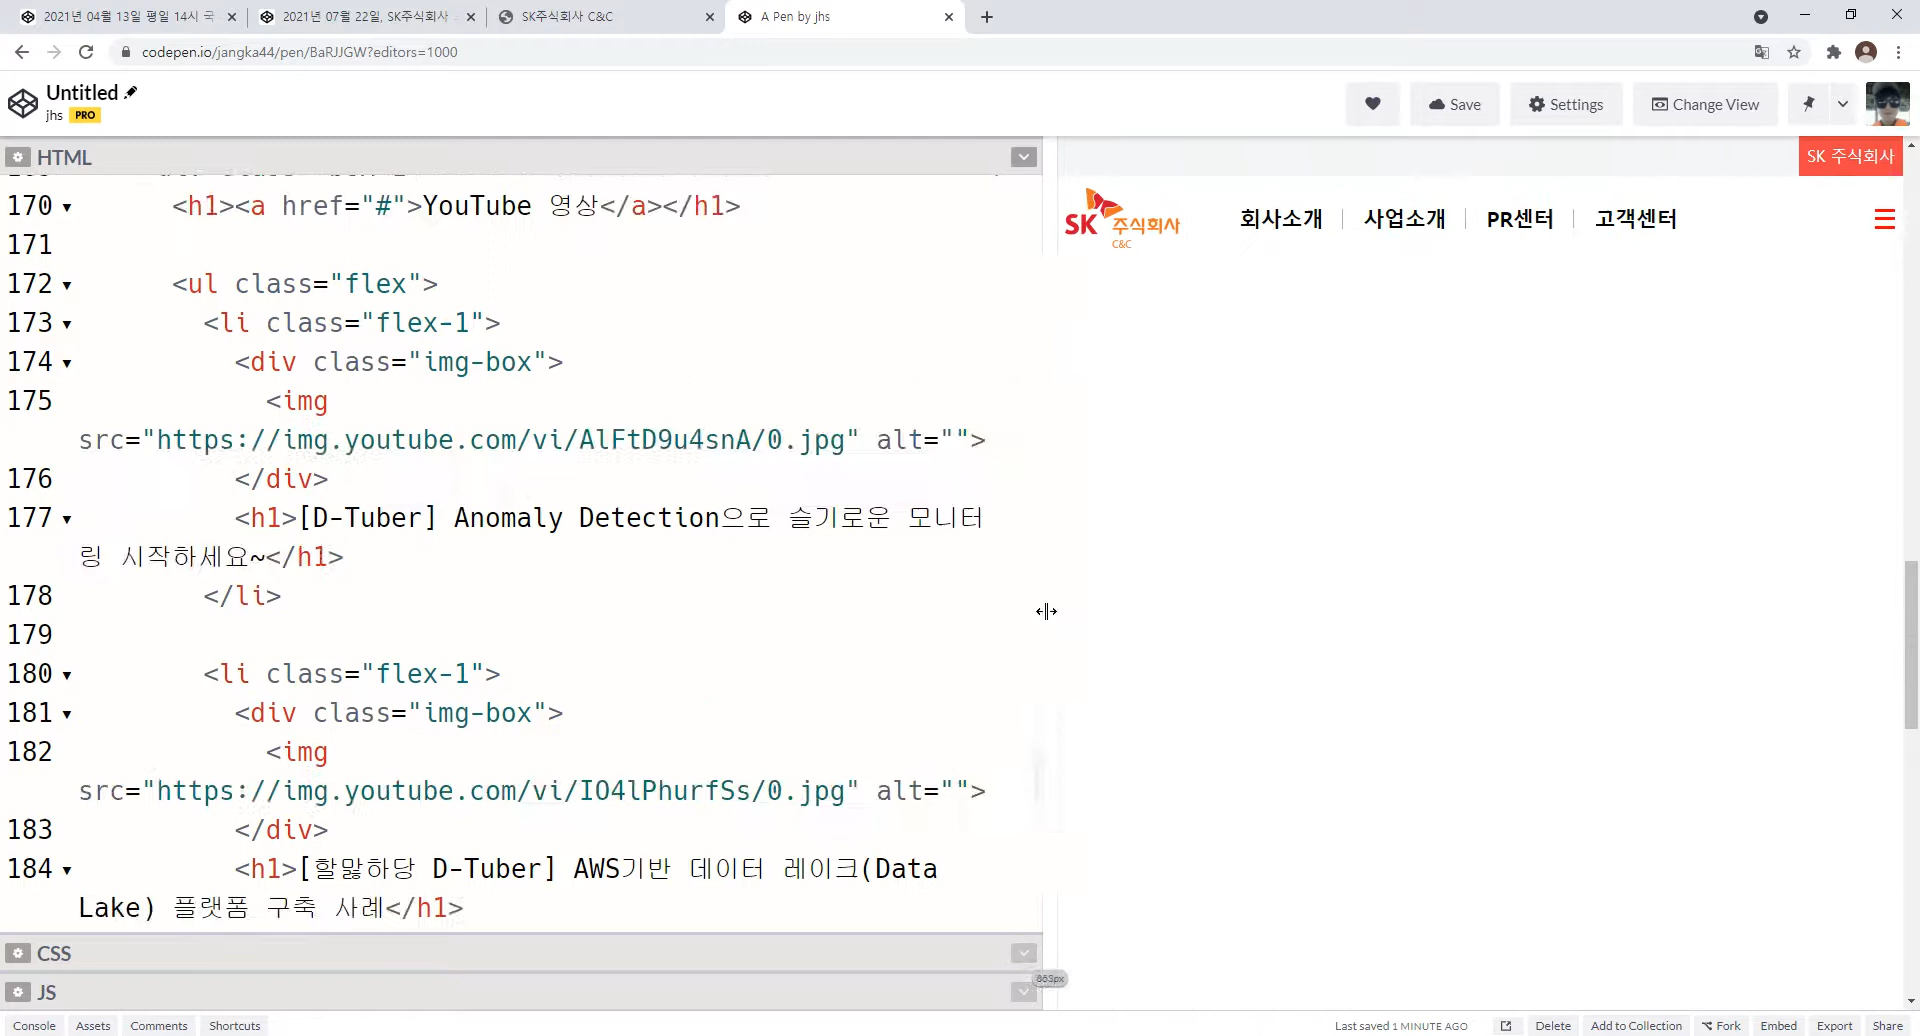 2021년 04월 13일 평일 14시 국
2021년 07월 22일, SK주식회사
SK주식회사 C&C
A Pen by jhs
codepen.io/jangka44/pen/BaRJJGW?editors=1000
Untitled
jhs PRO
Save
Settings
Change View
HTML
170 <h1><a href="#">YouTube 영상</a></h1>
171
172 <ul class="flex">
173 <li class="flex-1">
174 <div class="img-box">
175 <img
src="https://img.youtube.com/vi/AlFtD9u4snA/0.jpg" alt="">
176 </div>
177 <h1>[D-Tuber] Anomaly Detection으로 슬기로운 모니터
링 시작하세요~</h1>
178 </li>
179
180 <li class="flex-1">
181 <div class="img-box">
182 <img
src="https://img.youtube.com/vi/IO4lPhurfSs/0.jpg" alt="">
183 </div>
184 <h1>[할많하당 D-Tuber] AWS기반 데이터 레이크(Data
Lake) 플랫폼 구축 사례</h1>
CSS
JS
853px
SK 주식회사
SK 주식회사
C&C
회사소개 사업소개 PR센터 고객센터
Console Assets Comments Shortcuts
Last saved 1 MINUTE AGO Delete Add to Collection Fork Embed Export Share